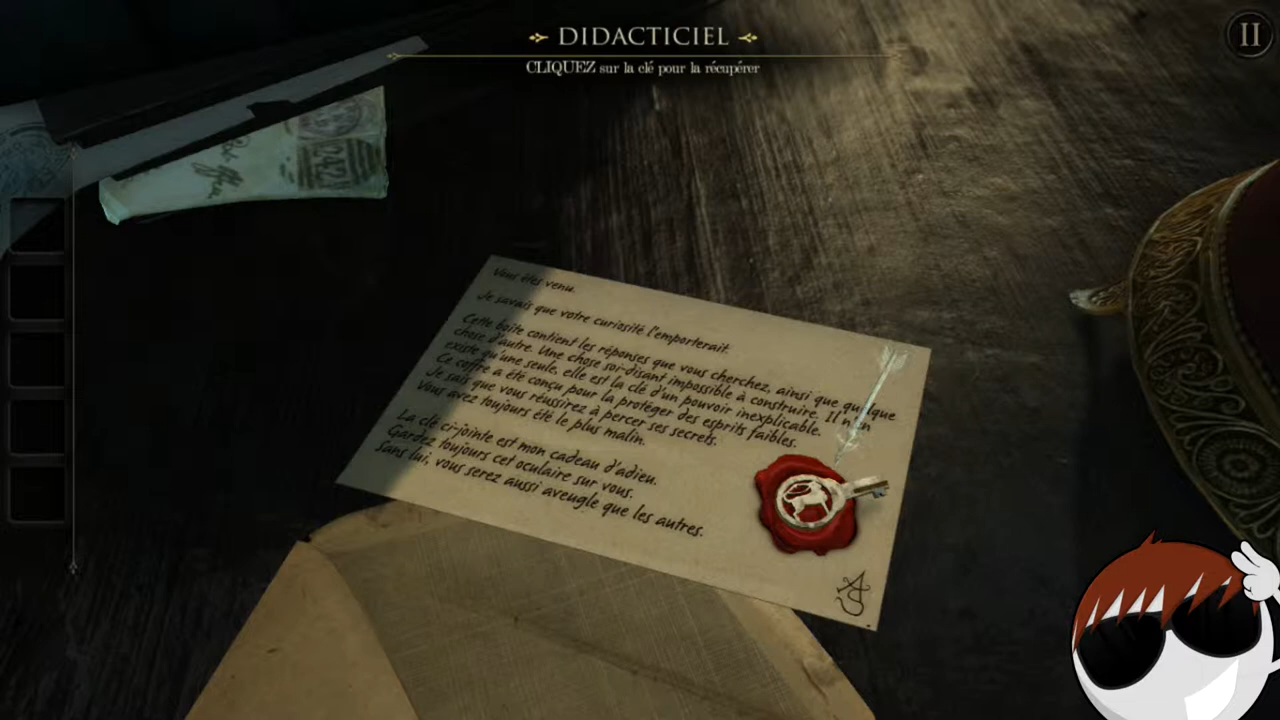 DIDACTICIEL
CLIQUEZ sur la clé pour la récupérer
Vous êtes venu.
Je savais que votre curiosité l'emporterait.
Cette boîte contient les réponses que vous cherchez, ainsi que quelque
chose d'autre. Une chose soi-disant impossible à construire. Il n'en
existe qu'une seule, elle est la clé d'un pouvoir inexplicable.
Ce coffre a été conçu pour la protéger des esprits faibles.
Je sais que vous réussirez à percer ses secrets.
Vous avez toujours été le plus malin.
La clé ci-jointe est mon cadeau d'adieu.
Gardez toujours cet oculaire sur vous.
Sans lui, vous serez aussi aveugle que les autres.